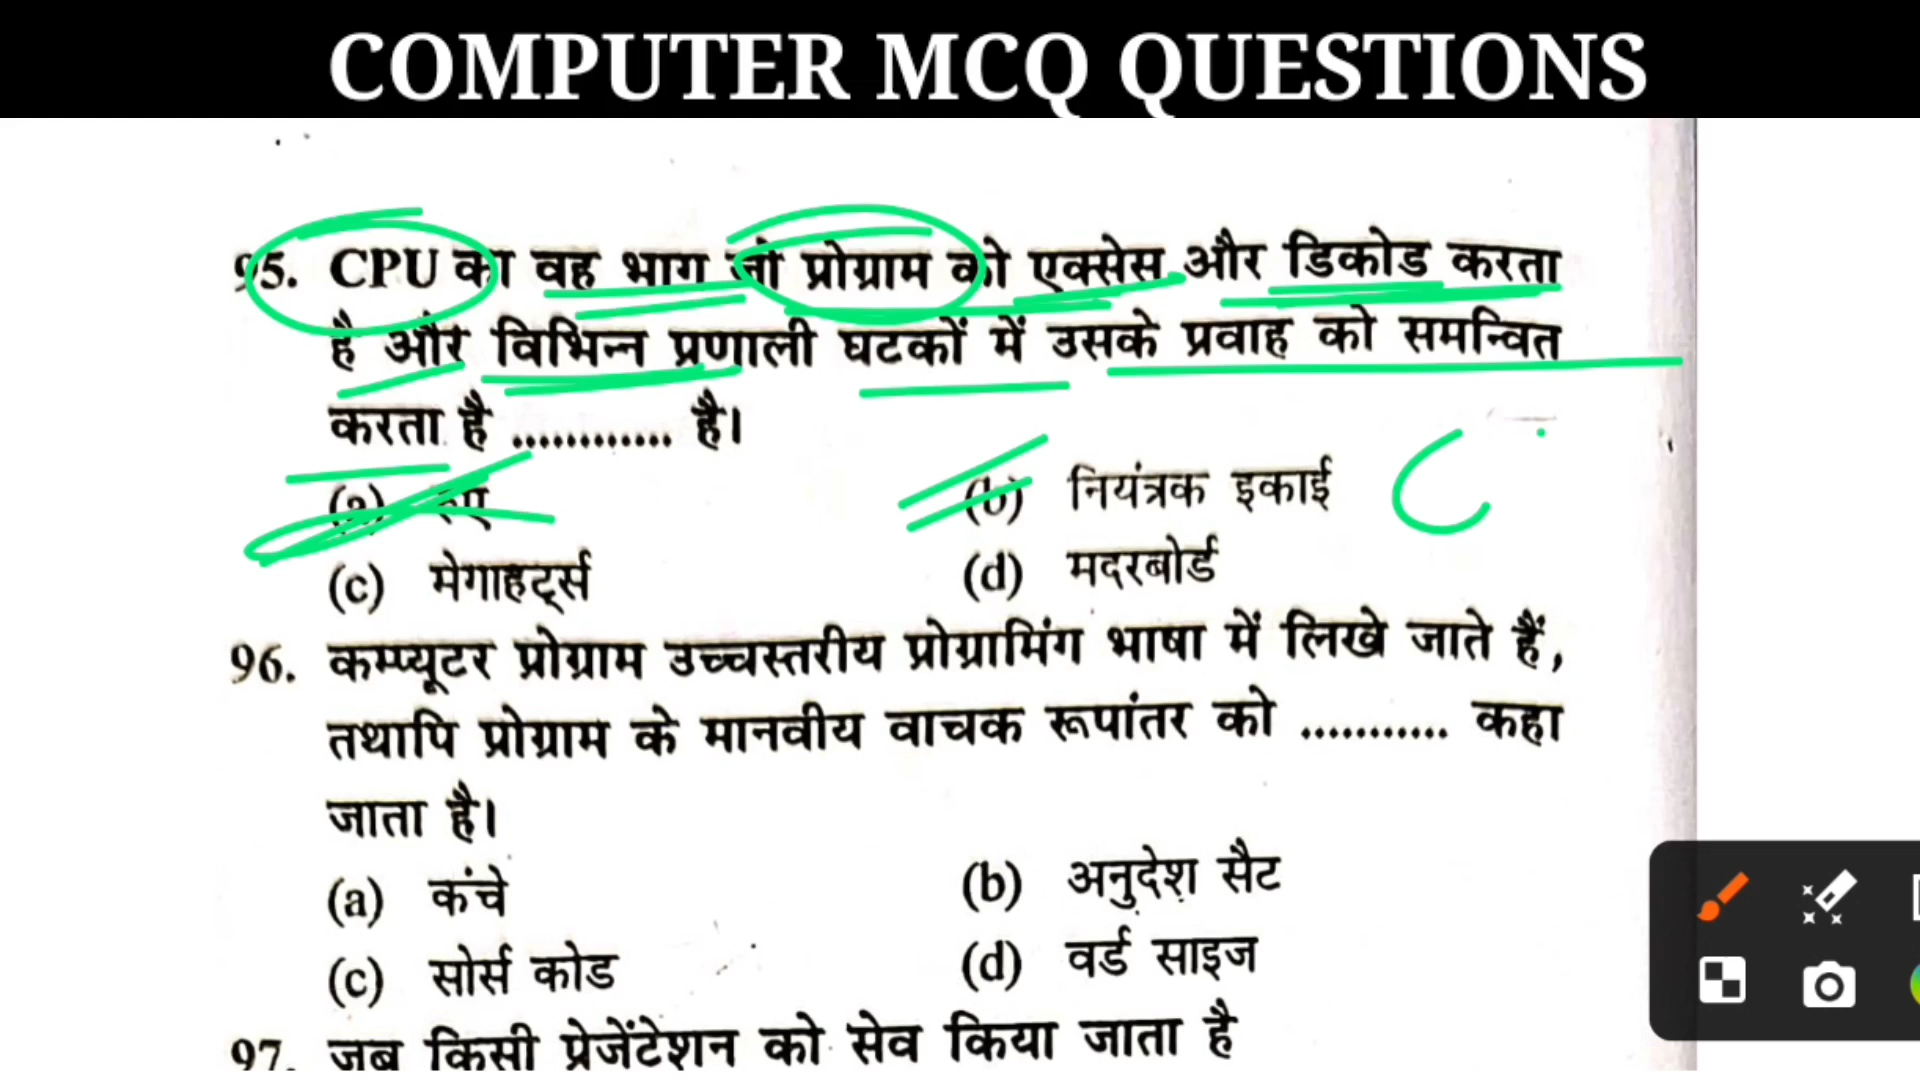 COMPUTER MCQ QUESTIONS
95. CPU का वह भाग जो प्रोग्राम को एक्सेस और डिकोड करता
है और विभिन्न प्रणाली घटकों में उसके प्रवाह को समन्वित
करता है ............ है।
(a)
(b) नियंत्रक इकाई
(c) मेगाहर्ट्स
(d) मदरबोर्ड
96. कम्प्यूटर प्रोग्राम उच्चस्तरीय प्रोग्रामिंग भाषा में लिखे जाते हैं,
तथापि प्रोग्राम के मानवीय वाचक रूपांतर को ........... कहा
जाता है।
(a) कंचे
(b) अनुदेश सैट
(c) सोर्स कोड
(d) वर्ड साइज
97. जब किसी प्रेजेंटेशन को सेव किया जाता है